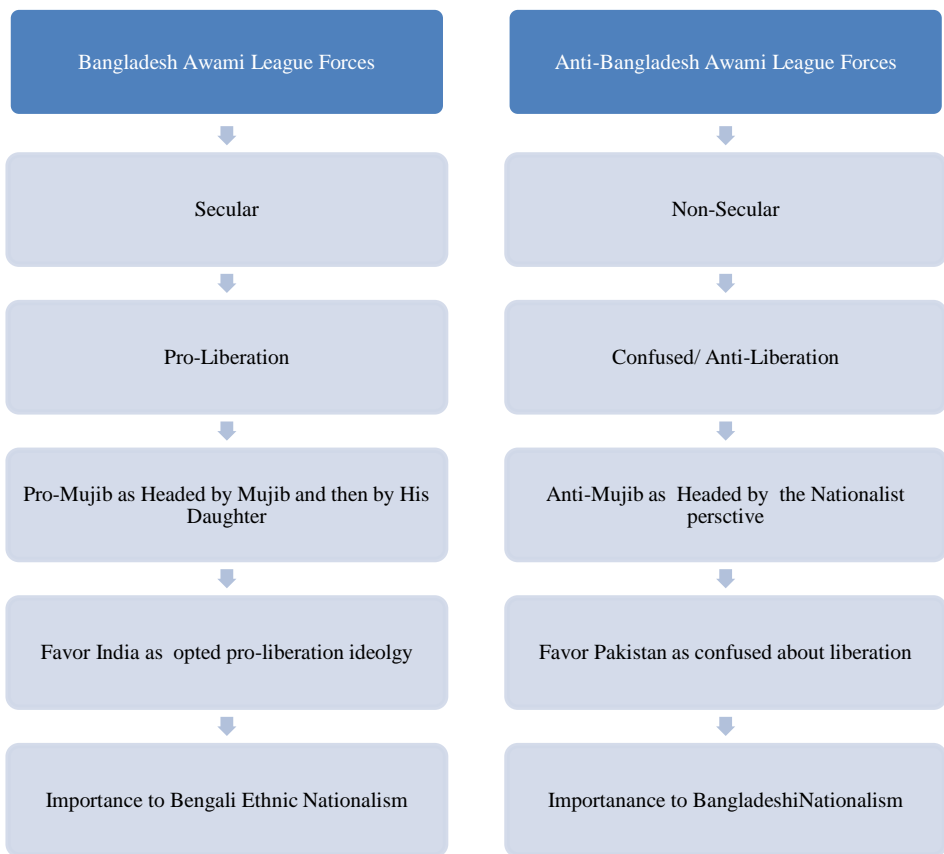 Bangladesh Awami League Forces
Secular
Pro-Liberation
Pro-Mujib as Headed by Mujib and then by His
Daughter
Favor India as opted pro-liberation ideolgy
Importance to Bengali Ethnic Nationalism
Anti-Bangladesh Awami League Forces
Non-Secular
Confused/ Anti-Liberation
Anti-Mujib as Headed by the Nationalist
persctive
Favor Pakistan as confused about liberation
Importanance to BangladeshiNationalism